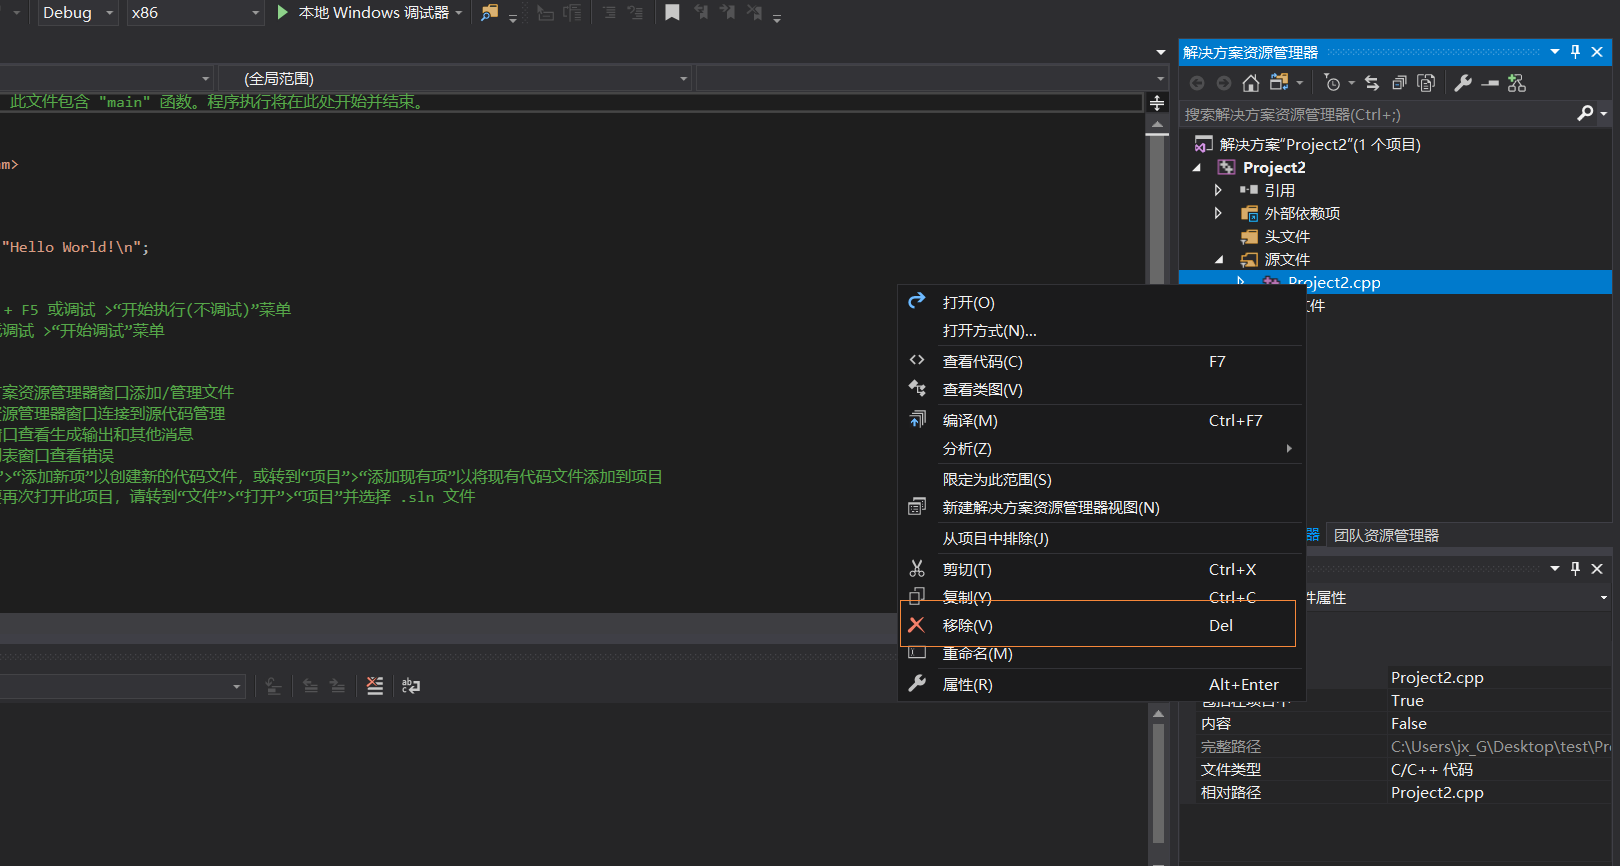 Debug
x86
本地 Windows 调试器
(全局范围)
此文件包含 "main" 函数。程序执行将在此处开始并结束。
am>
"Hello World!\n";
+ F5 或调试 >“开始执行(不调试)”菜单
调试 >“开始调试”菜单
案资源管理器窗口添加/管理文件
源管理器窗口连接到源代码管理
口查看生成输出和其他消息
表窗口查看错误
”>“添加新项”以创建新的代码文件，或转到“项目”>“添加现有项”以将现有代码文件添加到项目
再次打开此项目，请转到“文件”>“打开”>“项目”并选择 .sln 文件
解决方案资源管理器
搜索解决方案资源管理器(Ctrl+;)
解决方案“Project2”(1 个项目)
Project2
引用
外部依赖项
头文件
源文件
Project2.cpp
文件
打开(O)
打开方式(N)...
查看代码(C) F7
查看类图(V)
编译(M) Ctrl+F7
分析(Z)
限定为此范围(S)
新建解决方案资源管理器视图(N)
从项目中排除(J)
剪切(T) Ctrl+X
复制(Y) Ctrl+C
移除(V) Del
重命名(M)
属性(R) Alt+Enter
器 团队资源管理器
件属性
Project2.cpp
包括在项目中 True
内容 False
完整路径 C:\Users\jx_G\Desktop\test\Pr
文件类型 C/C++ 代码
相对路径 Project2.cpp